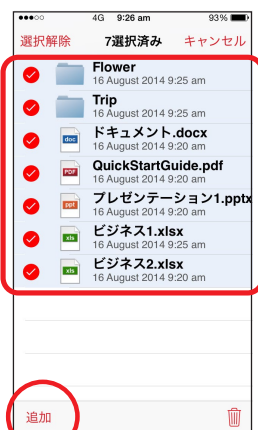 4G 9:26 am 93%
選択解除 7選択済み キャンセル
Flower
16 August 2014 9:25 am
Trip
16 August 2014 9:25 am
ドキュメント.docx
doc
16 August 2014 9:20 am
QuickStartGuide.pdf
PDF
16 August 2014 9:20 am
プレゼンテーション1.pptx
ppt
16 August 2014 9:20 am
ビジネス1.xlsx
xls
16 August 2014 9:25 am
ビジネス2.xlsx
xls
16 August 2014 9:20 am
追加